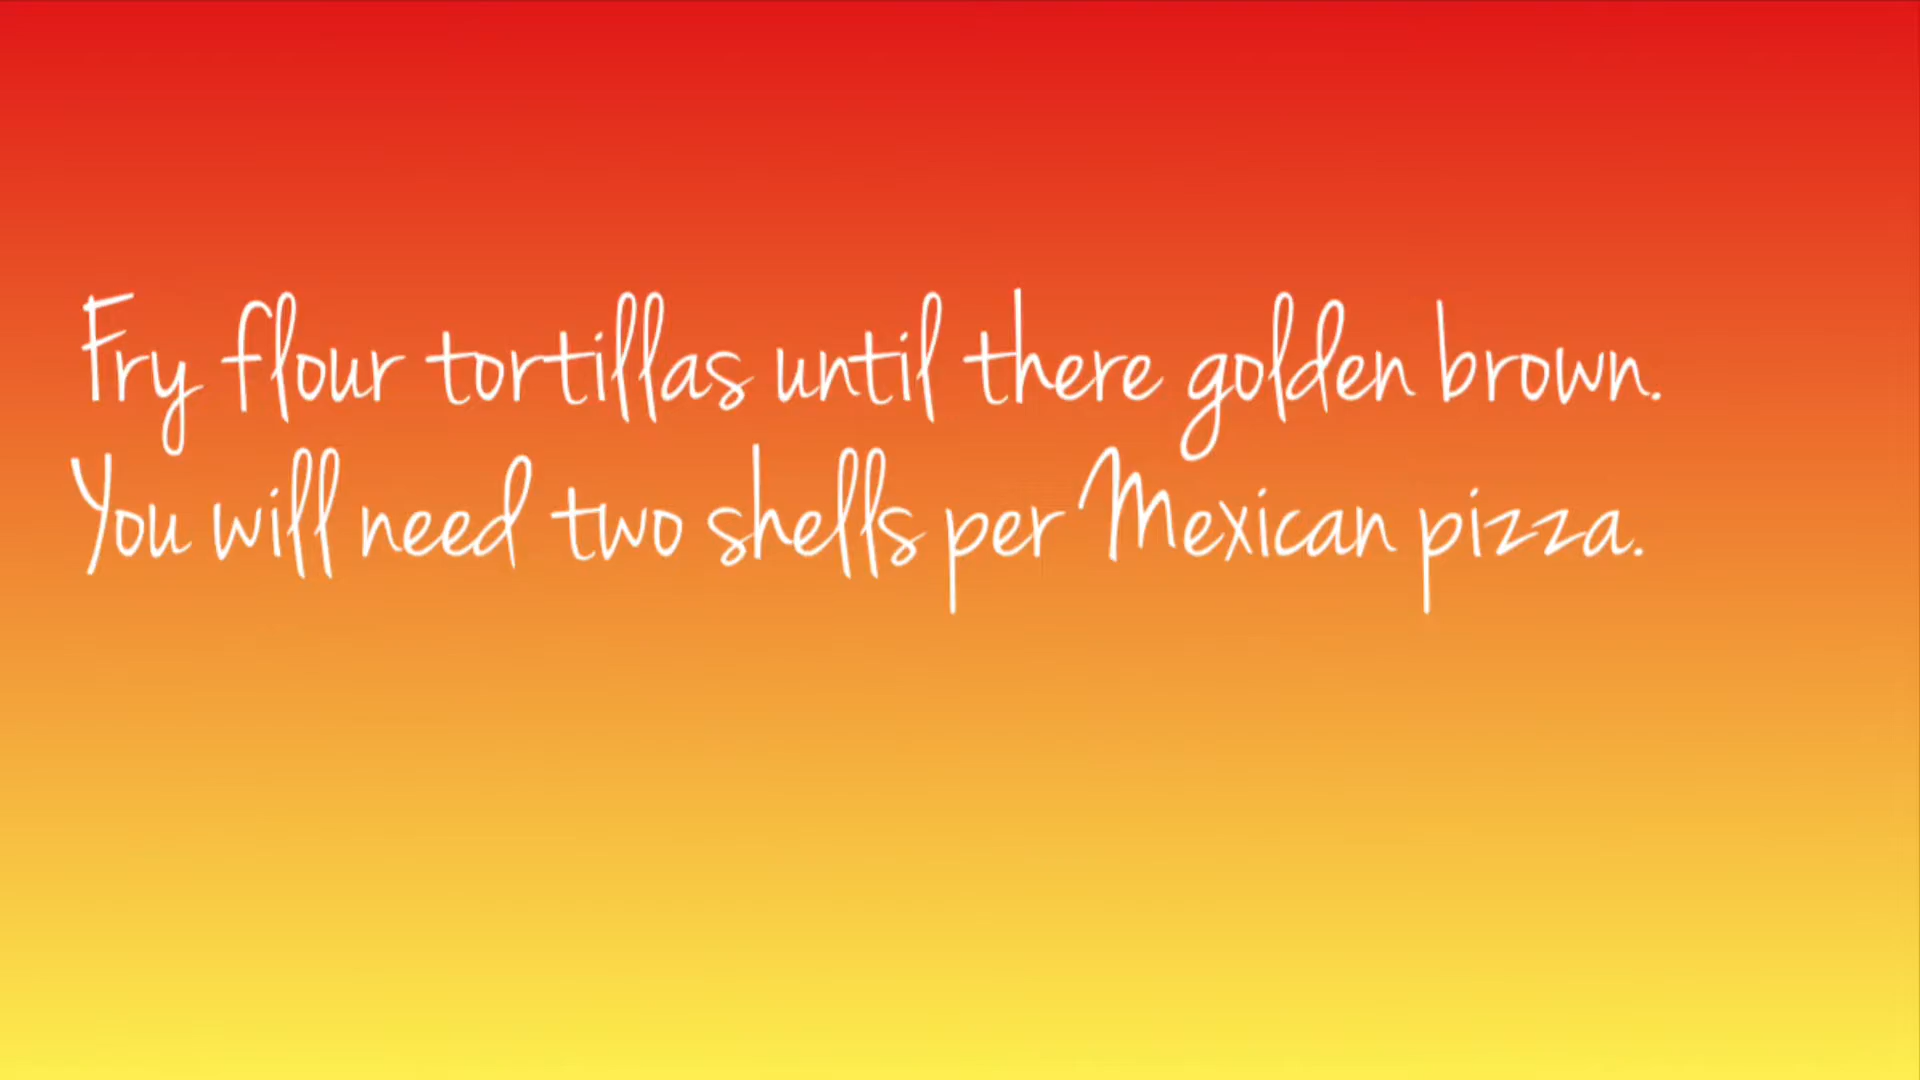 Fry flour tortillas until there golden brown.
You will need two shells per Mexican pizza.